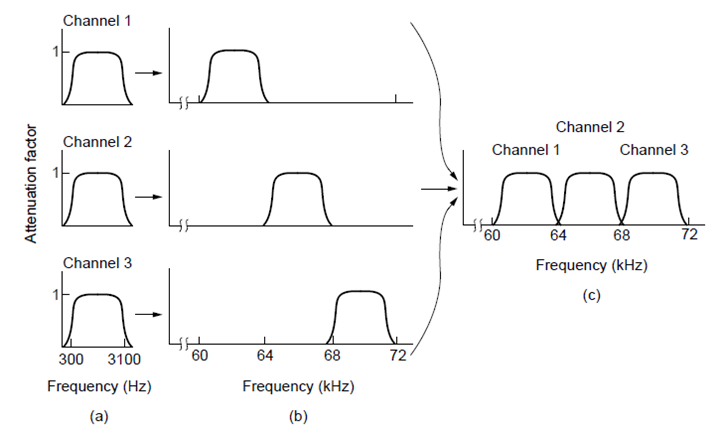 Channel 1
1
Channel 2
Channel 2
1
Channel 1
Channel 3
Attenuation factor
60
64
68
72
Frequency (kHz)
(c)
Channel 3
1
300
3100
60
64
68
72
Frequency (Hz)
Frequency (kHz)
(a)
(b)